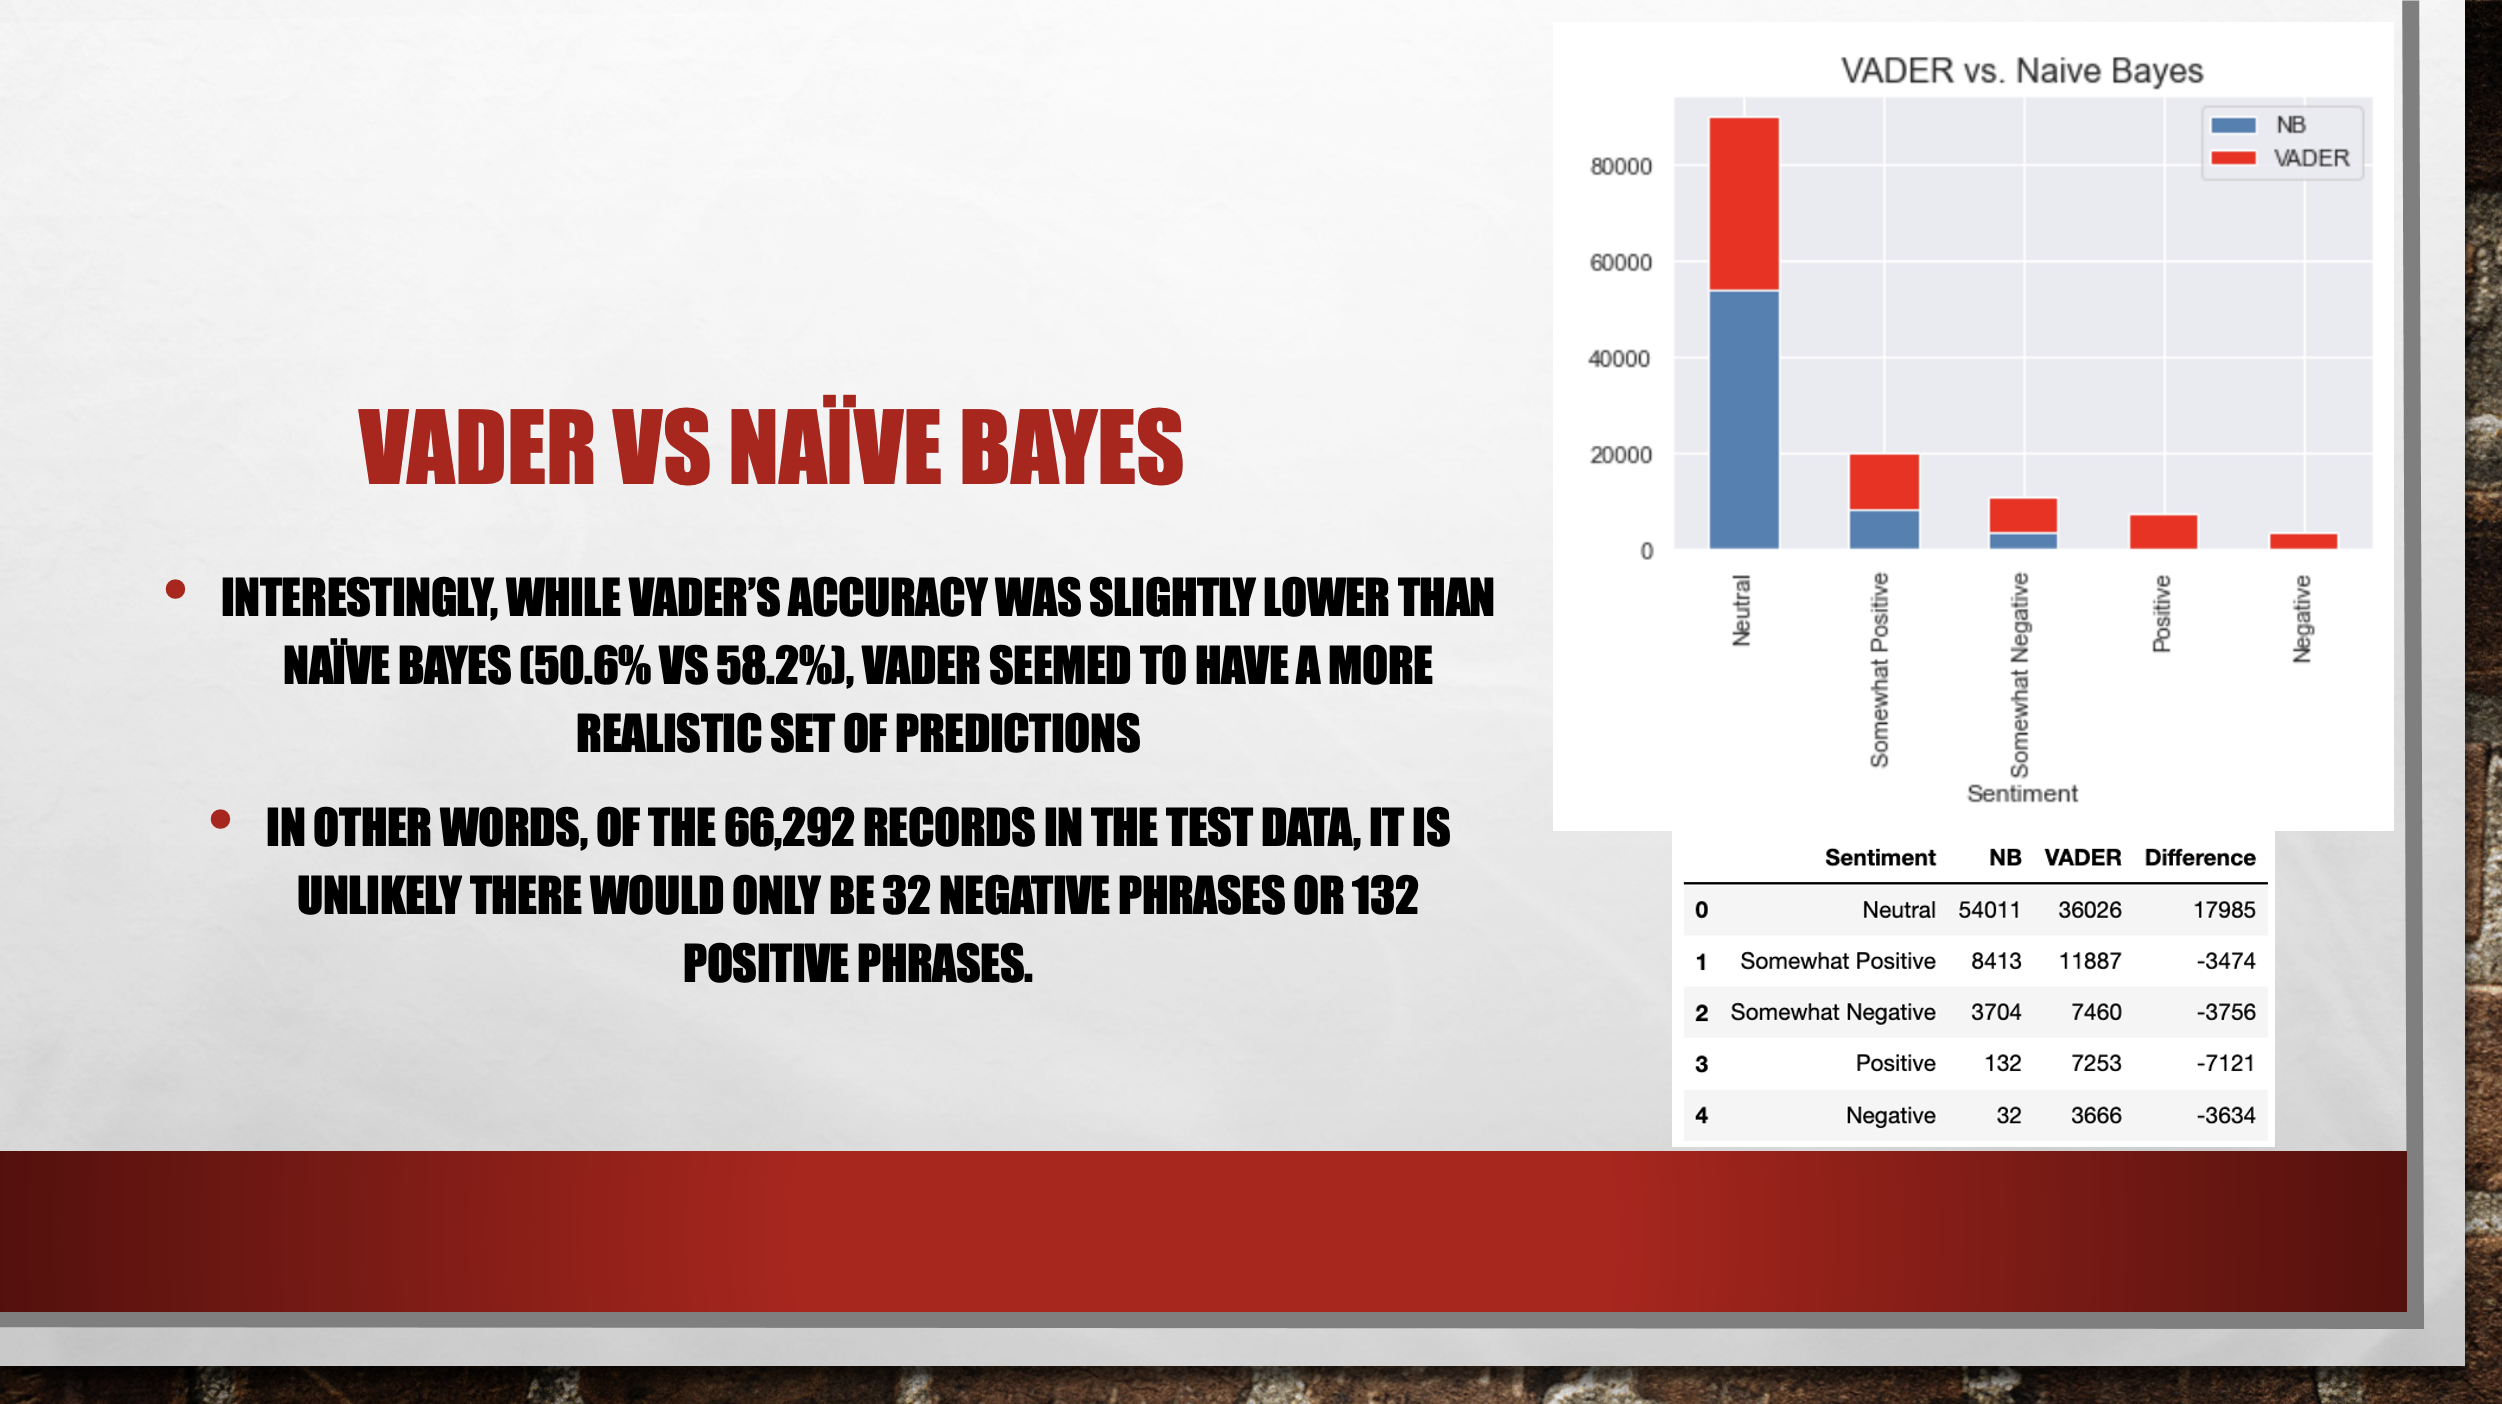 VADER VS NAÏVE BAYES
• INTERESTINGLY, WHILE VADER’S ACCURACY WAS SLIGHTLY LOWER THAN
NAÏVE BAYES (50.6% VS 58.2%), VADER SEEMED TO HAVE A MORE
REALISTIC SET OF PREDICTIONS
• IN OTHER WORDS, OF THE 66,292 RECORDS IN THE TEST DATA, IT IS
UNLIKELY THERE WOULD ONLY BE 32 NEGATIVE PHRASES OR 132
POSITIVE PHRASES.
VADER vs. Naive Bayes
NB
VADER
80000
60000
40000
20000
0
Neutral
Somewhat Positive
Somewhat Negative
Positive
Negative
Sentiment
Sentiment NB VADER Difference
0 Neutral 54011 36026 17985
1 Somewhat Positive 8413 11887 -3474
2 Somewhat Negative 3704 7460 -3756
3 Positive 132 7253 -7121
4 Negative 32 3666 -3634